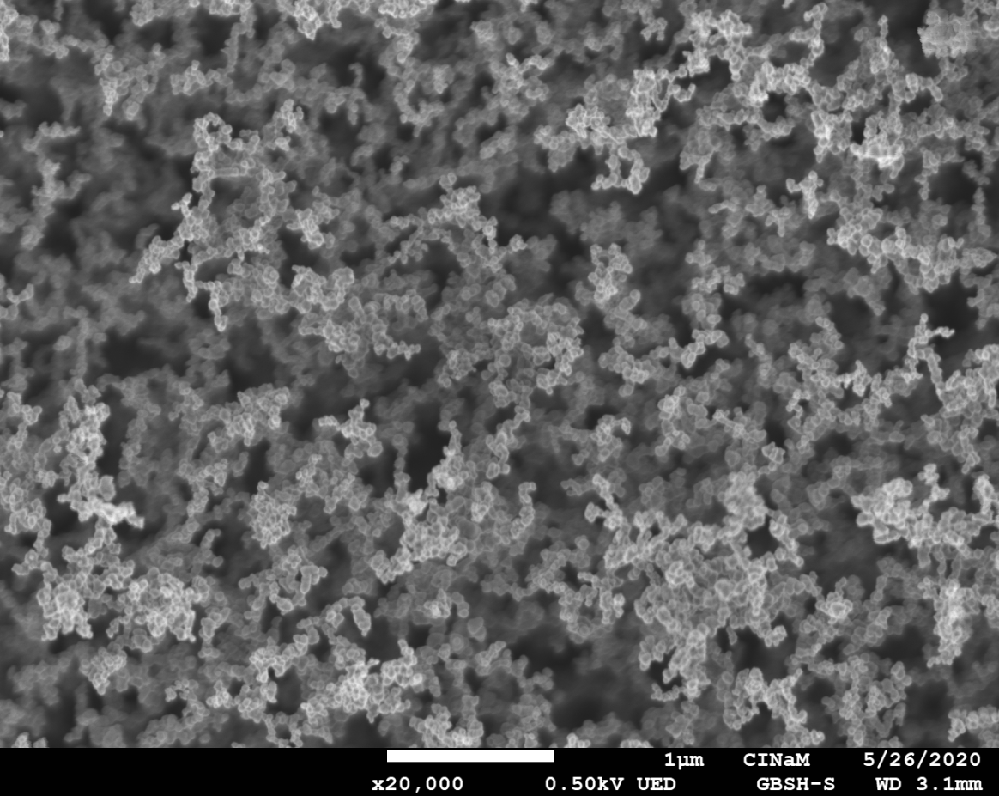 1µm CINaM 5/26/2020
x20,000 0.50kV UED GBSH-S WD 3.1mm